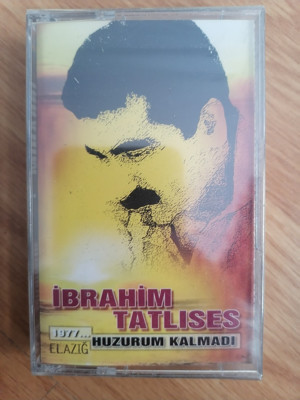 İBRAHİM
TATLISES
1977...
ELAZIĞ
HUZURUM KALMADI